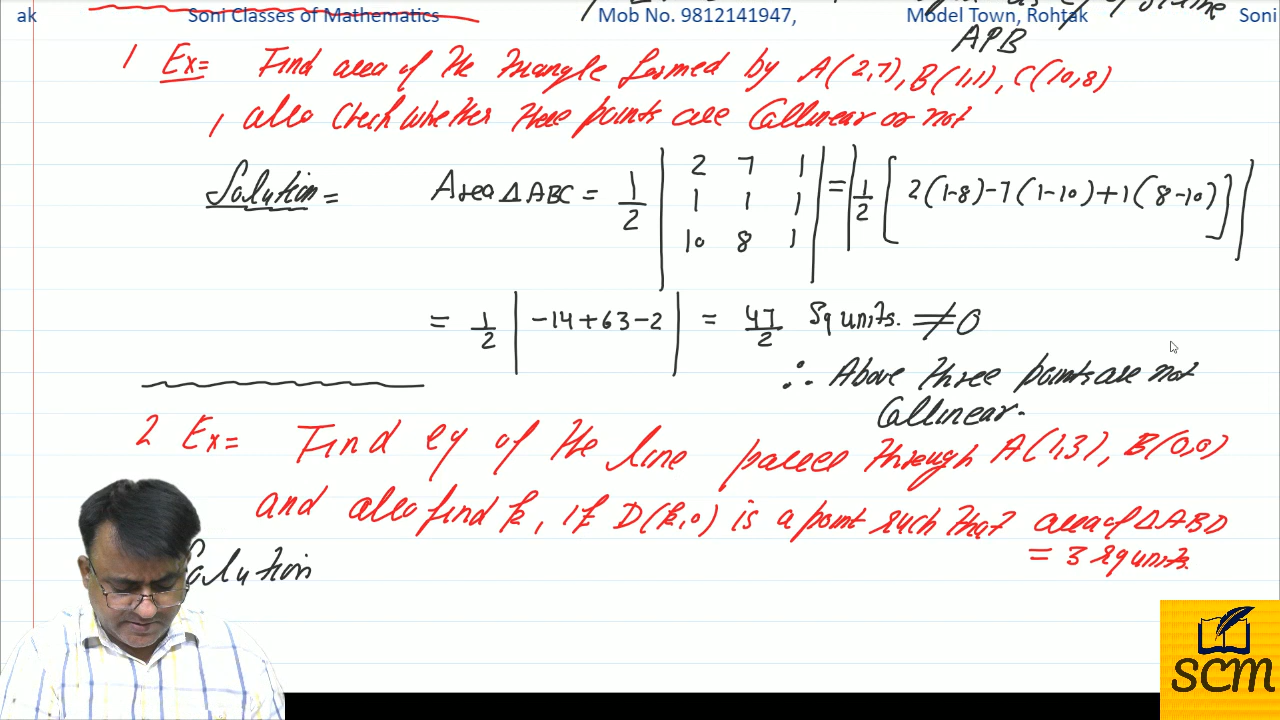 ak Soni Classes of Mathematics Mob No. 9812141947, Model Town, Rohtak Soni
APB
1 Ex= Find area of the triangle formed by A(2,7), B(1,1), C(10,8)
, also check whether these points are Collinear or not
Solution= Area ΔABC = 1/2 | 2 7 1 | = | 1/2 [ 2(1-8)-7(1-10)+1(8-10) ] |
| 1 1 1 |
| 10 8 1 |
= 1/2 | -14+63-2 | = 47/2 Sq units. ≠ 0
∴ Above three points are not
Collinear.
2 Ex= Find eq of the line through A(1,3), B(0,0)
and also find k, if D(k,0) is a point such that area of ΔABD
= 3 sq units.
Solution
SCM